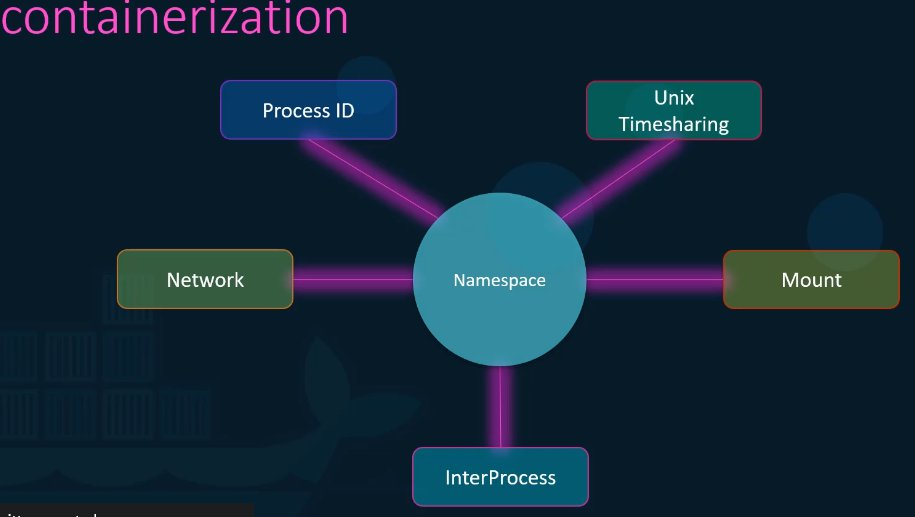 containerization
Process ID
Unix
Timesharing
Network
Namespace
Mount
InterProcess